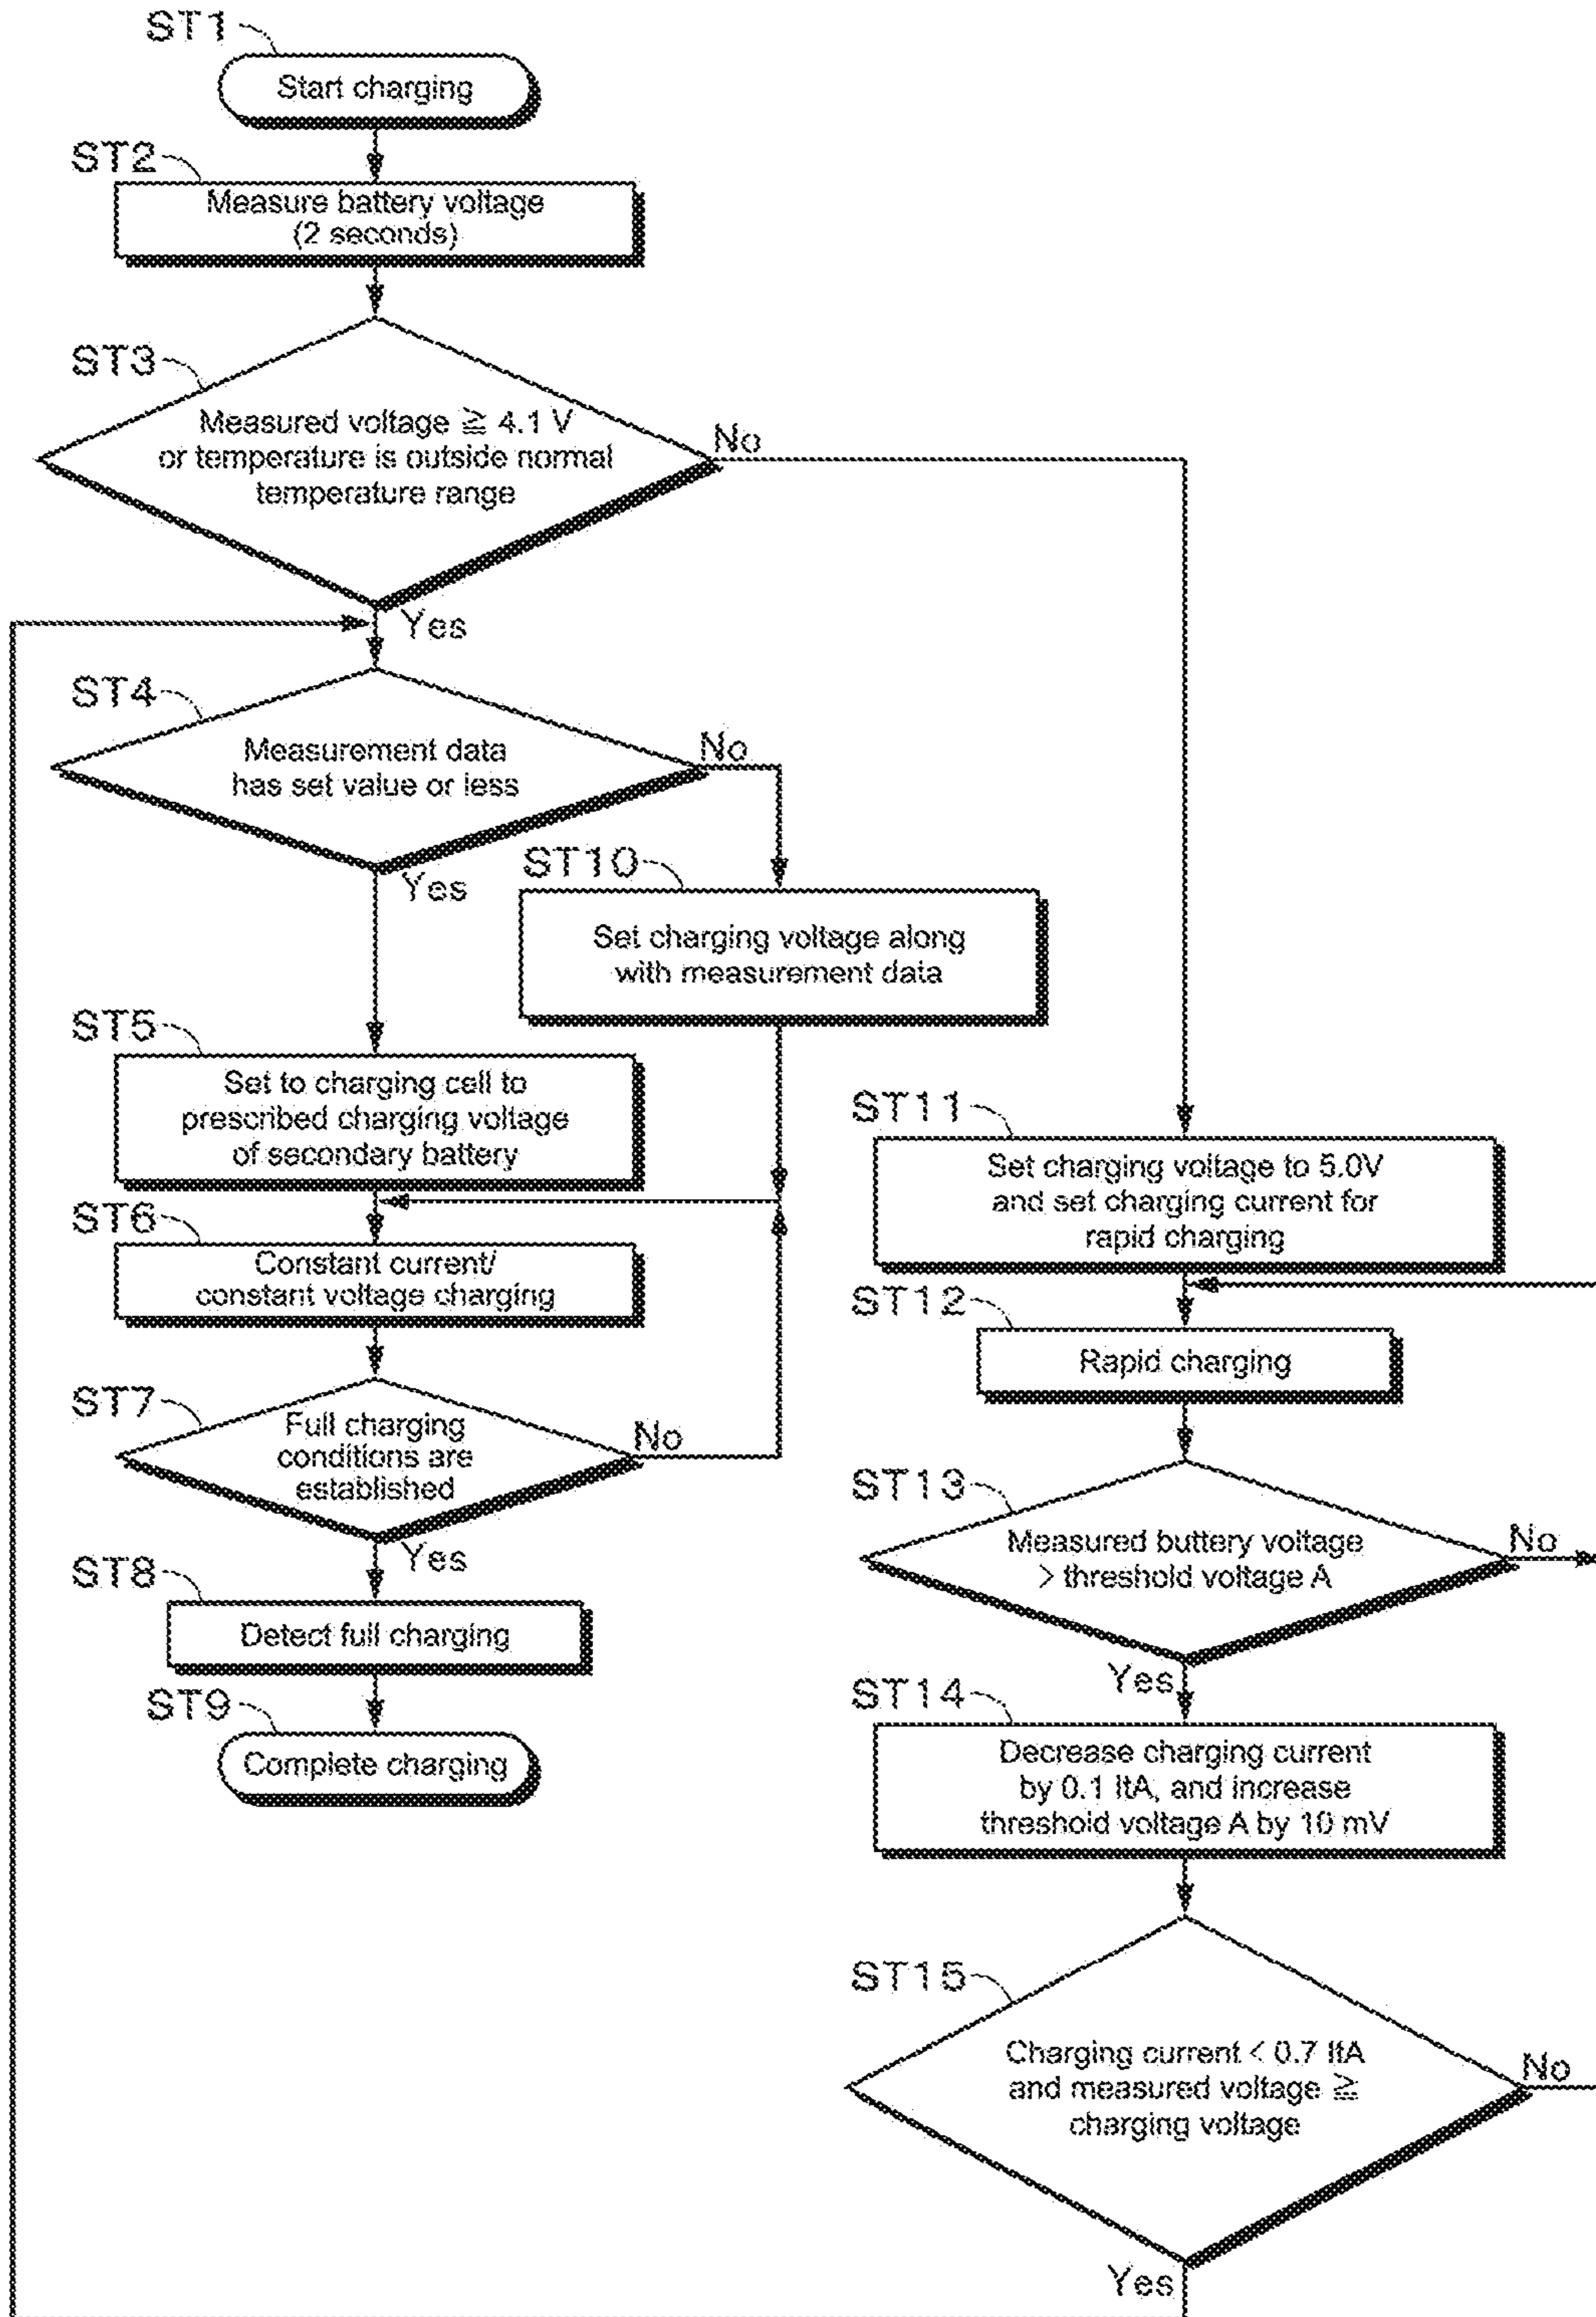 ST1
Start charging
ST2
Measure battery voltage
(2 seconds)
ST3
Measured voltage ≧ 4.1 V
or temperature is outside normal
temperature range
No
Yes
ST4
Measurement data
has set value or less
No
Yes
ST10
Set charging voltage along
with measurement data
ST5
Set to charging cell to
prescribed charging voltage
of secondary battery
ST6
Constant current/
constant voltage charging
ST7
Full charging
conditions are
established
No
Yes
ST8
Detect full charging
ST9
Complete charging
ST11
Set charging voltage to 5.0V
and set charging current for
rapid charging
ST12
Rapid charging
ST13
Measured buttery voltage
> threshold voltage A
No
Yes
ST14
Decrease charging current
by 0.1 ItA, and increase
threshold voltage A by 10 mV
ST15
Charging current < 0.7 ItA
and measured voltage ≧
charging voltage
No
Yes